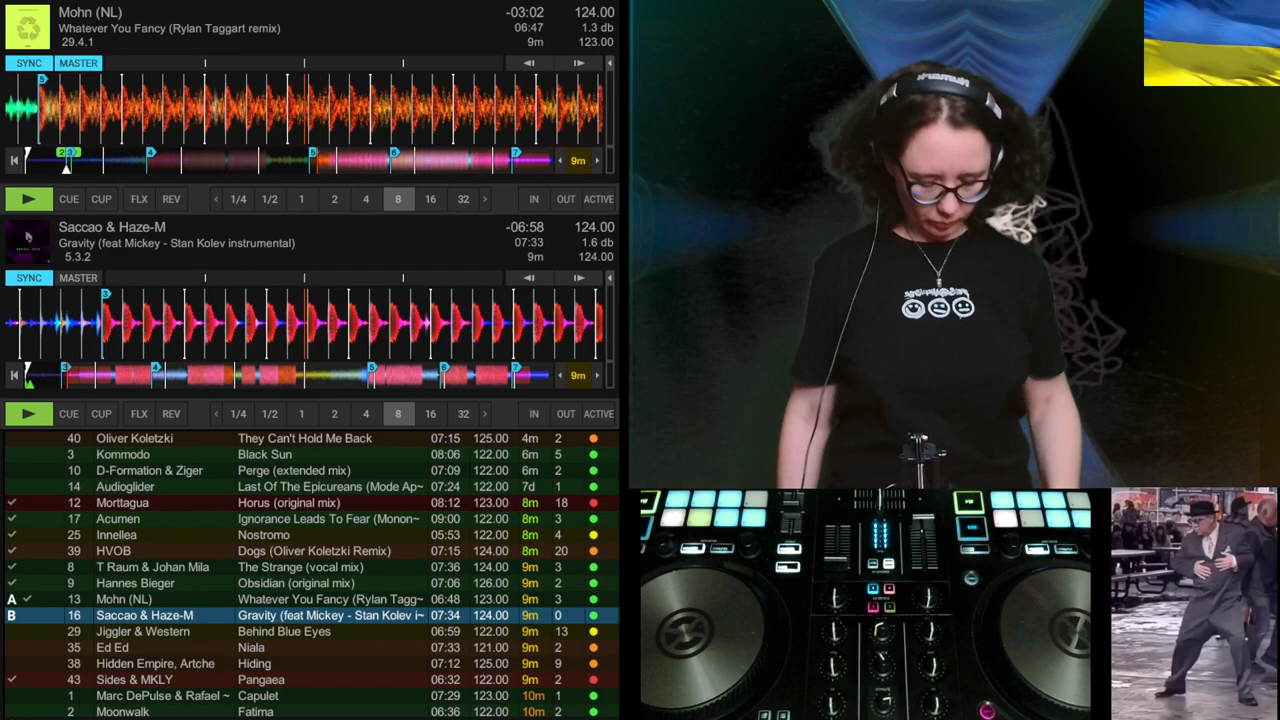 Mohn (NL) -03:02 124.00
Whatever You Fancy (Rylan Taggart remix) 06:47 1.3 db
29.4.1 9m 123.00
SYNC MASTER
3
2 3 4 5 6 7 9m
CUE CUP FLX REV 1/4 1/2 1 2 4 8 16 32 IN OUT ACTIVE
Saccao & Haze-M -06:58 124.00
Gravity (feat Mickey - Stan Kolev instrumental) 07:33 1.6 db
5.3.2 9m 124.00
SYNC MASTER
3
3 4 5 6 7 9m
CUE CUP FLX REV 1/4 1/2 1 2 4 8 16 32 IN OUT ACTIVE
40 Oliver Koletzki They Can't Hold Me Back 07:15 125.00 4m 2
3 Kommodo Black Sun 08:06 122.00 6m 5
10 D-Formation & Ziger Perge (extended mix) 07:09 122.00 6m 2
14 Audioglider Last Of The Epicureans (Mode Ap~ 07:24 122.00 7d 1
12 Morttagua Horus (original mix) 08:12 123.00 8m 18
17 Acumen Ignorance Leads To Fear (Monon~ 09:00 122.00 8m 3
25 Innellea Nostromo 05:53 122.00 8m 4
39 HVOB Dogs (Oliver Koletzki Remix) 07:15 124.00 8m 20
8 T Raum & Johan Mila The Strange (vocal mix) 07:36 124.00 9m 3
9 Hannes Bieger Obsidian (original mix) 07:06 126.00 9m 2
A 13 Mohn (NL) Whatever You Fancy (Rylan Tagg~ 06:48 124.00 9m 3
B 16 Saccao & Haze-M Gravity (feat Mickey - Stan Kolev i~ 07:34 124.00 9m 0
29 Jiggler & Western Behind Blue Eyes 06:59 122.00 9m 13
35 Ed Ed Niala 07:33 121.00 9m 2
38 Hidden Empire, Artche Hiding 07:12 125.00 9m 9
43 Sides & MKLY Pangaea 06:32 122.00 9m 2
1 Marc DePulse & Rafael ~ Capulet 07:29 123.00 10m 1
2 Moonwalk Fatima 06:36 122.00 10m 2